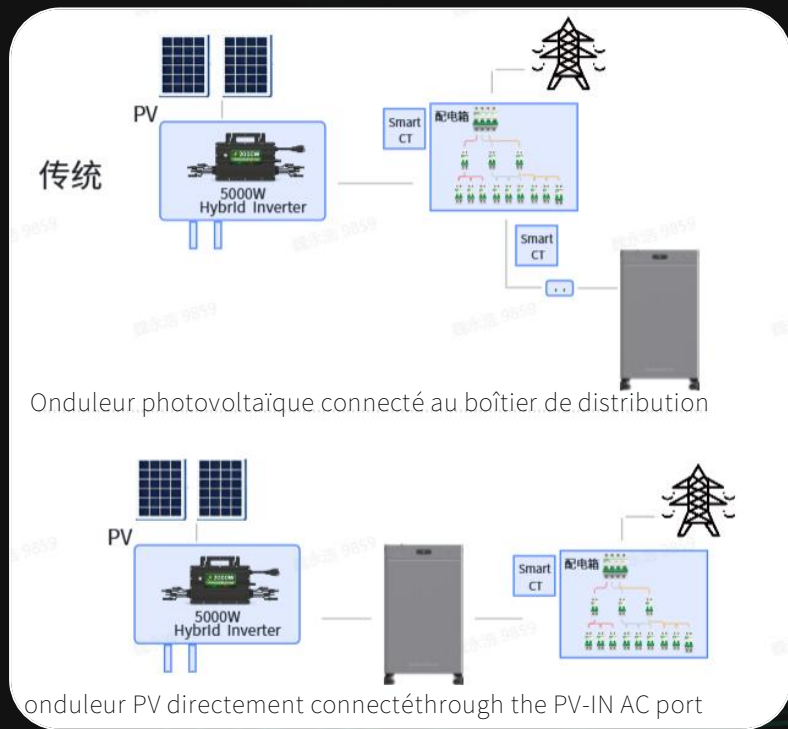 PV
Smart
CT
配电箱
传统
5000W
Hybrid Inverter
Smart
CT
Onduleur photovoltaïque connecté au boîtier de distribution
PV
Smart
CT
配电箱
5000W
Hybrid Inverter
onduleur PV directement connectéthrough the PV-IN AC port